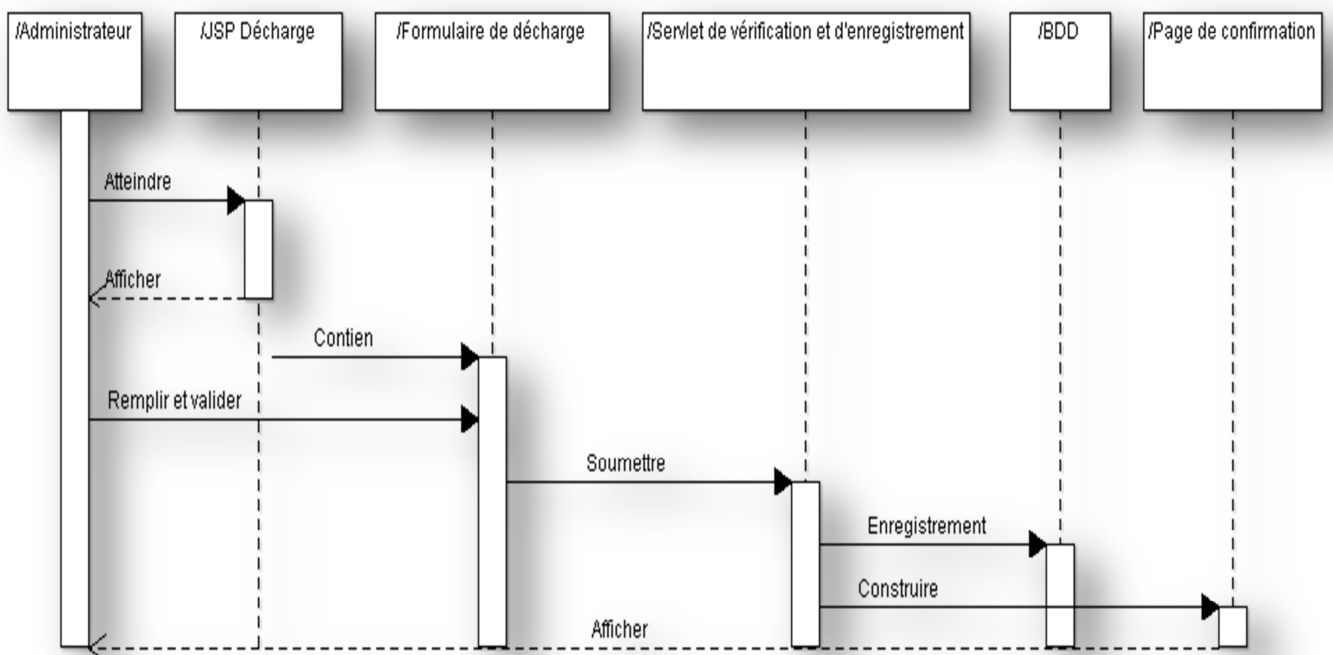 /Administrateur
/JSP Décharge
/Formulaire de décharge
/Servlet de vérification et d'enregistrement
/BDD
/Page de confirmation
Atteindre
Afficher
Contien
Remplir et valider
Soumettre
Enregistrement
Construire
Afficher